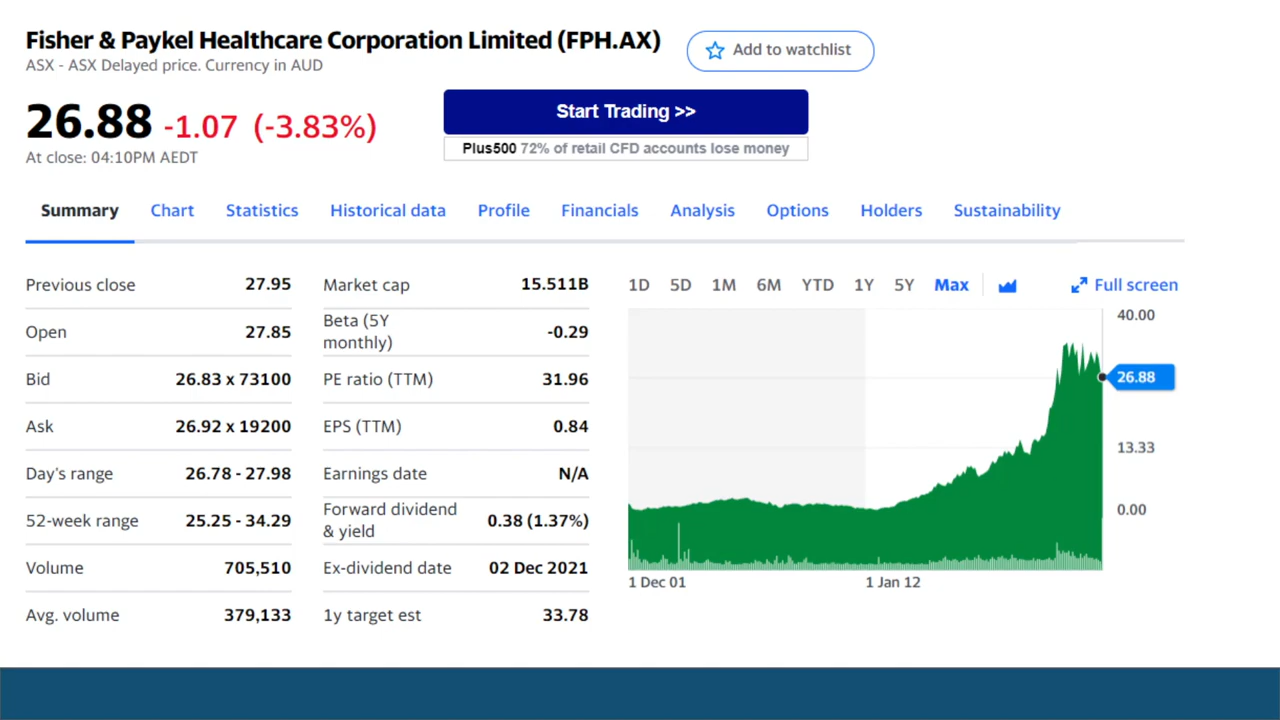 Fisher & Paykel Healthcare Corporation Limited (FPH.AX)
Add to watchlist
ASX - ASX Delayed price. Currency in AUD
26.88 -1.07 (-3.83%)
At close: 04:10PM AEDT
Start Trading >>
Plus500 72% of retail CFD accounts lose money
Summary Chart Statistics Historical data Profile Financials Analysis Options Holders Sustainability
Previous close 27.95
Open 27.85
Bid 26.83 x 73100
Ask 26.92 x 19200
Day's range 26.78 - 27.98
52-week range 25.25 - 34.29
Volume 705,510
Avg. volume 379,133
Market cap 15.511B
Beta (5Y
monthly) -0.29
PE ratio (TTM) 31.96
EPS (TTM) 0.84
Earnings date N/A
Forward dividend
& yield 0.38 (1.37%)
Ex-dividend date 02 Dec 2021
1y target est 33.78
1D 5D 1M 6M YTD 1Y 5Y Max Full screen
40.00
26.88
13.33
0.00
1 Dec 01 1 Jan 12